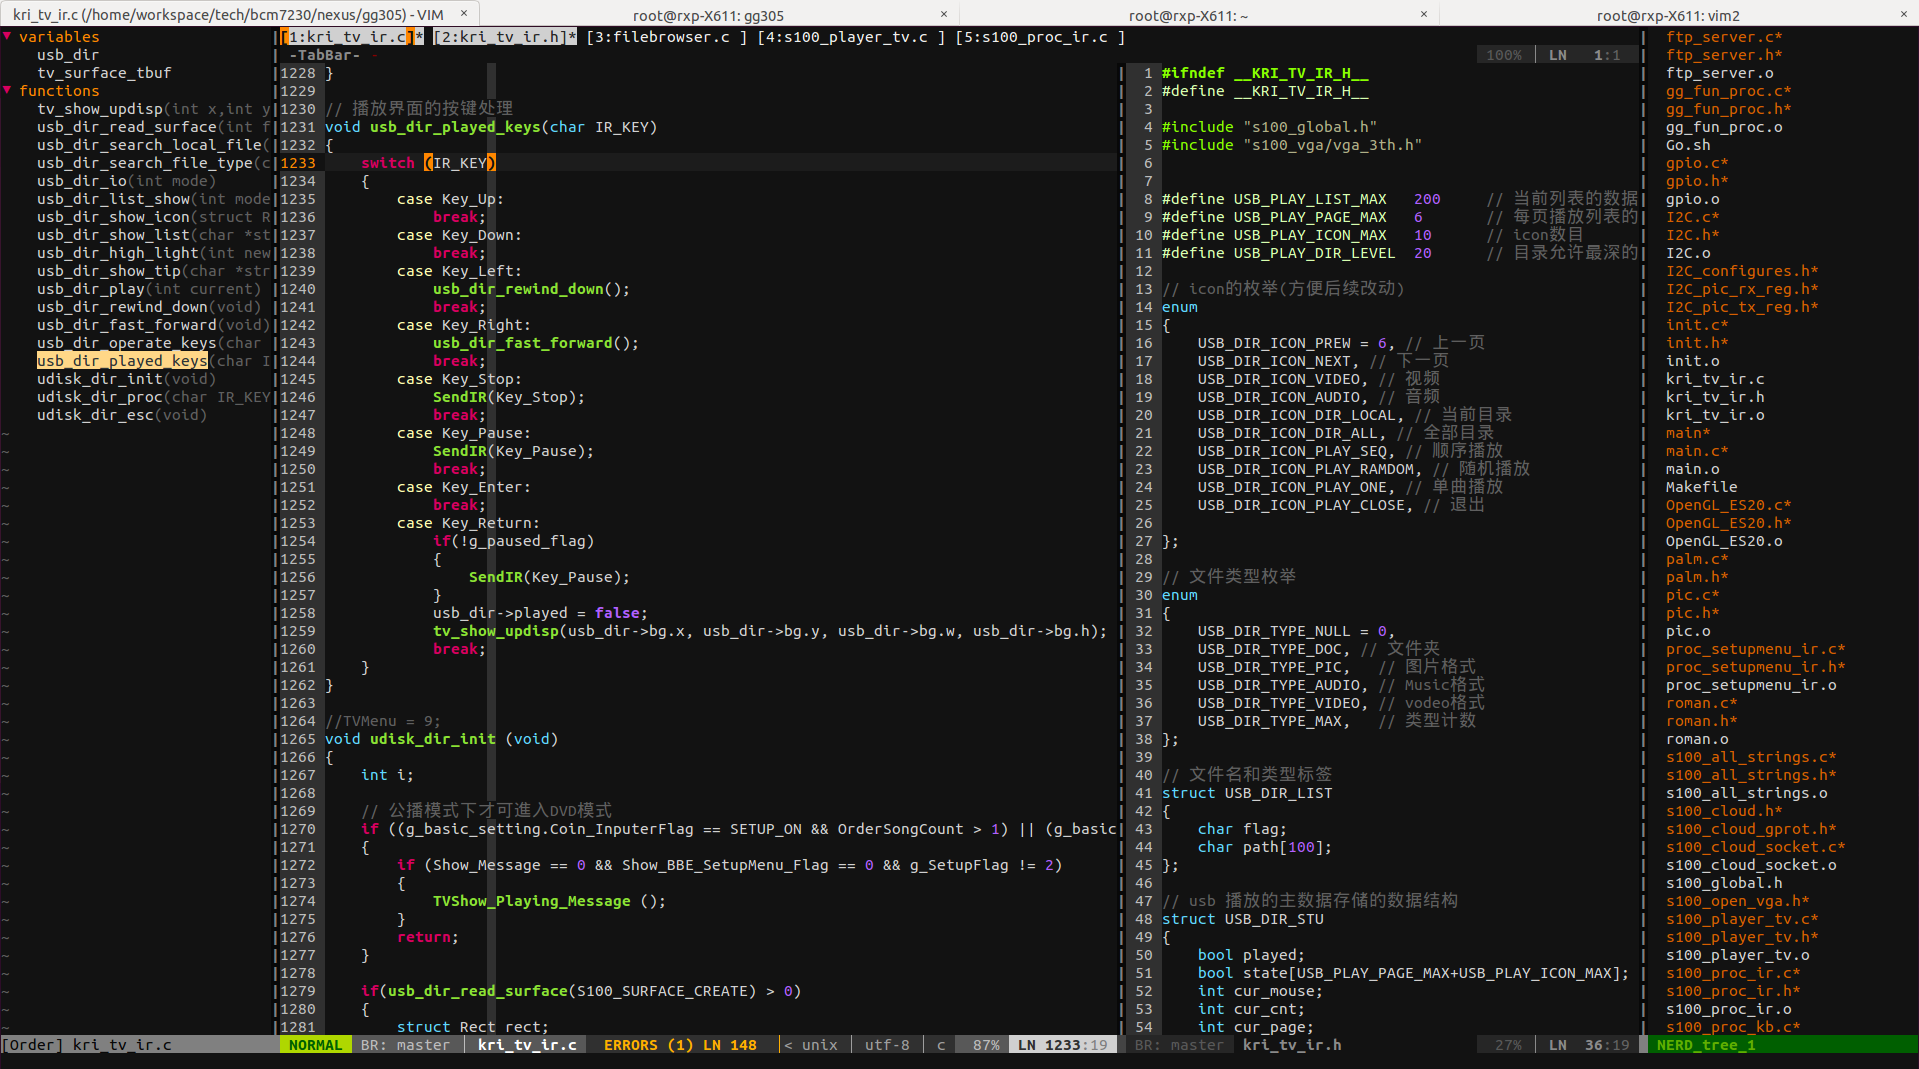 kri_tv_ir.c (/home/workspace/tech/bcm7230/nexus/gg305) - VIM ×
root@rxp-X611: gg305 ×
root@rxp-X611: ~ ×
root@rxp-X611: vim2 ×
▼ variables
usb_dir
tv_surface_tbuf
▼ functions
tv_show_updisp(int x,int y
usb_dir_read_surface(int f
usb_dir_search_local_file(
usb_dir_search_file_type(c
usb_dir_io(int mode)
usb_dir_list_show(int mode
usb_dir_show_icon(struct R
usb_dir_show_list(char *st
usb_dir_high_light(int new
usb_dir_show_tip(char *str
usb_dir_play(int current)
usb_dir_rewind_down(void)
usb_dir_fast_forward(void)
usb_dir_operate_keys(char
usb_dir_played_keys(char I
udisk_dir_init(void)
udisk_dir_proc(char IR_KEY
udisk_dir_esc(void)
[Order] kri_tv_ir.c
[1:kri_tv_ir.c]* [2:kri_tv_ir.h]* [3:filebrowser.c ] [4:s100_player_tv.c ] [5:s100_proc_ir.c ]
-TabBar- 100% | LN 1:1
1228 }
1229
1230 // 播放界面的按键处理
1231 void usb_dir_played_keys(char IR_KEY)
1232 {
1233     switch (IR_KEY)
1234     {
1235         case Key_Up:
1236             break;
1237         case Key_Down:
1238             break;
1239         case Key_Left:
1240             usb_dir_rewind_down();
1241             break;
1242         case Key_Right:
1243             usb_dir_fast_forward();
1244             break;
1245         case Key_Stop:
1246             SendIR(Key_Stop);
1247             break;
1248         case Key_Pause:
1249             SendIR(Key_Pause);
1250             break;
1251         case Key_Enter:
1252             break;
1253         case Key_Return:
1254             if(!g_paused_flag)
1255             {
1256                 SendIR(Key_Pause);
1257             }
1258             usb_dir->played = false;
1259             tv_show_updisp(usb_dir->bg.x, usb_dir->bg.y, usb_dir->bg.w, usb_dir->bg.h);
1260             break;
1261     }
1262 }
1263
1264 //TVMenu = 9;
1265 void udisk_dir_init (void)
1266 {
1267     int i;
1268
1269     // 公播模式下才可進入DVD模式
1270     if ((g_basic_setting.Coin_InputerFlag == SETUP_ON && OrderSongCount > 1) || (g_basic
1271     {
1272         if (Show_Message == 0 && Show_BBE_SetupMenu_Flag == 0 && g_SetupFlag != 2)
1273         {
1274             TVShow_Playing_Message ();
1275         }
1276         return;
1277     }
1278
1279     if(usb_dir_read_surface(S100_SURFACE_CREATE) > 0)
1280     {
1281         struct Rect rect;
NORMAL BR: master | kri_tv_ir.c ERRORS (1) LN 148 | < unix | utf-8 | c 87% LN 1233:19
1 #ifndef __KRI_TV_IR_H__
2 #define __KRI_TV_IR_H__
3
4 #include "s100_global.h"
5 #include "s100_vga/vga_3th.h"
6
7
8 #define USB_PLAY_LIST_MAX   200     // 当前列表的数据
9 #define USB_PLAY_PAGE_MAX   6       // 每页播放列表的
10 #define USB_PLAY_ICON_MAX   10      // icon数目
11 #define USB_PLAY_DIR_LEVEL  20      // 目录允许最深的
12
13 // icon的枚举(方便后续改动)
14 enum
15 {
16     USB_DIR_ICON_PREW = 6, // 上一页
17     USB_DIR_ICON_NEXT, // 下一页
18     USB_DIR_ICON_VIDEO, // 视频
19     USB_DIR_ICON_AUDIO, // 音频
20     USB_DIR_ICON_DIR_LOCAL, // 当前目录
21     USB_DIR_ICON_DIR_ALL, // 全部目录
22     USB_DIR_ICON_PLAY_SEQ, // 顺序播放
23     USB_DIR_ICON_PLAY_RAMDOM, // 随机播放
24     USB_DIR_ICON_PLAY_ONE, // 单曲播放
25     USB_DIR_ICON_PLAY_CLOSE, // 退出
26
27 };
28
29 // 文件类型枚举
30 enum
31 {
32     USB_DIR_TYPE_NULL = 0,
33     USB_DIR_TYPE_DOC, // 文件夹
34     USB_DIR_TYPE_PIC,   // 图片格式
35     USB_DIR_TYPE_AUDIO, // Music格式
36     USB_DIR_TYPE_VIDEO, // vodeo格式
37     USB_DIR_TYPE_MAX,   // 类型计数
38 };
39
40 // 文件名和类型标签
41 struct USB_DIR_LIST
42 {
43     char flag;
44     char path[100];
45 };
46
47 // usb 播放的主数据存储的数据结构
48 struct USB_DIR_STU
49 {
50     bool played;
51     bool state[USB_PLAY_PAGE_MAX+USB_PLAY_ICON_MAX];
52     int cur_mouse;
53     int cur_cnt;
54     int cur_page;
BR: master kri_tv_ir.h 27% | LN 36:19
ftp_server.c*
ftp_server.h*
ftp_server.o
gg_fun_proc.c*
gg_fun_proc.h*
gg_fun_proc.o
Go.sh
gpio.c*
gpio.h*
gpio.o
I2C.c*
I2C.h*
I2C.o
I2C_configures.h*
I2C_pic_rx_reg.h*
I2C_pic_tx_reg.h*
init.c*
init.h*
init.o
kri_tv_ir.c
kri_tv_ir.h
kri_tv_ir.o
main*
main.c*
main.o
Makefile
OpenGL_ES20.c*
OpenGL_ES20.h*
OpenGL_ES20.o
palm.c*
palm.h*
pic.c*
pic.h*
pic.o
proc_setupmenu_ir.c*
proc_setupmenu_ir.h*
proc_setupmenu_ir.o
roman.c*
roman.h*
roman.o
s100_all_strings.c*
s100_all_strings.h*
s100_all_strings.o
s100_cloud.h*
s100_cloud_gprot.h*
s100_cloud_socket.c*
s100_cloud_socket.o
s100_global.h
s100_open_vga.h*
s100_player_tv.c*
s100_player_tv.h*
s100_player_tv.o
s100_proc_ir.c*
s100_proc_ir.h*
s100_proc_ir.o
s100_proc_kb.c*
NERD_tree_1